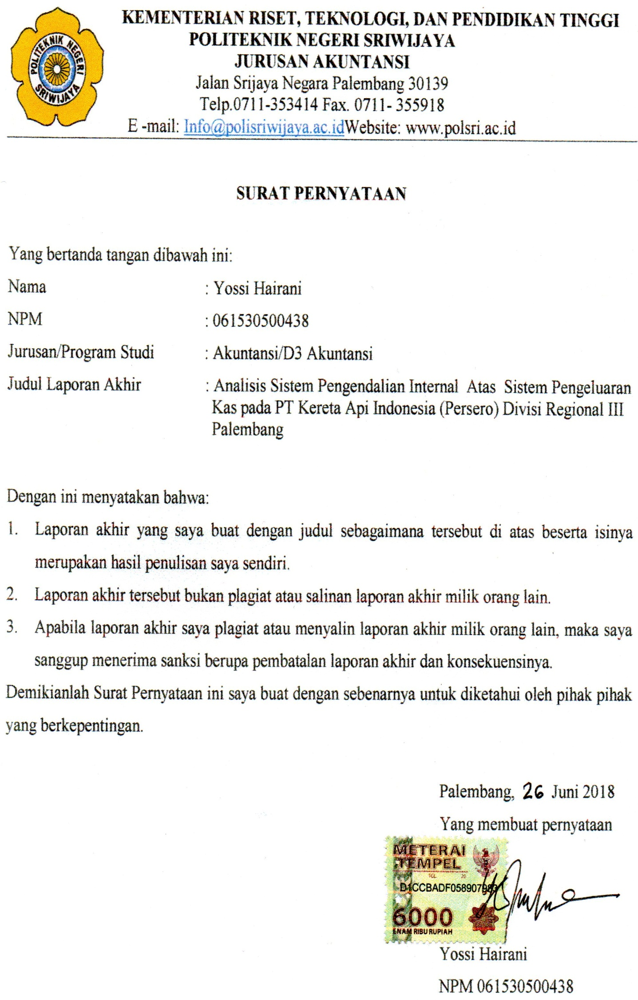 POLITEKNIK NEGERI
SRIWIJAYA
KEMENTERIAN RISET, TEKNOLOGI, DAN PENDIDIKAN TINGGI
POLITEKNIK NEGERI SRIWIJAYA
JURUSAN AKUNTANSI
Jalan Srijaya Negara Palembang 30139
Telp.0711-353414 Fax. 0711- 355918
E -mail: Info@polisriwijaya.ac.idWebsite: www.polsri.ac.id
SURAT PERNYATAAN
Yang bertanda tangan dibawah ini:
Nama : Yossi Hairani
NPM : 061530500438
Jurusan/Program Studi : Akuntansi/D3 Akuntansi
Judul Laporan Akhir : Analisis Sistem Pengendalian Internal Atas Sistem Pengeluaran
Kas pada PT Kereta Api Indonesia (Persero) Divisi Regional III
Palembang
Dengan ini menyatakan bahwa:
1. Laporan akhir yang saya buat dengan judul sebagaimana tersebut di atas beserta isinya
merupakan hasil penulisan saya sendiri.
2. Laporan akhir tersebut bukan plagiat atau salinan laporan akhir milik orang lain.
3. Apabila laporan akhir saya plagiat atau menyalin laporan akhir milik orang lain, maka saya
sanggup menerima sanksi berupa pembatalan laporan akhir dan konsekuensinya.
Demikianlah Surat Pernyataan ini saya buat dengan sebenarnya untuk diketahui oleh pihak pihak
yang berkepentingan.
Palembang, 26 Juni 2018
Yang membuat pernyataan
METERAI
TEMPEL
TGL. 20
6000
ENAM RIBU RUPIAH
Yossi Hairani
NPM 061530500438